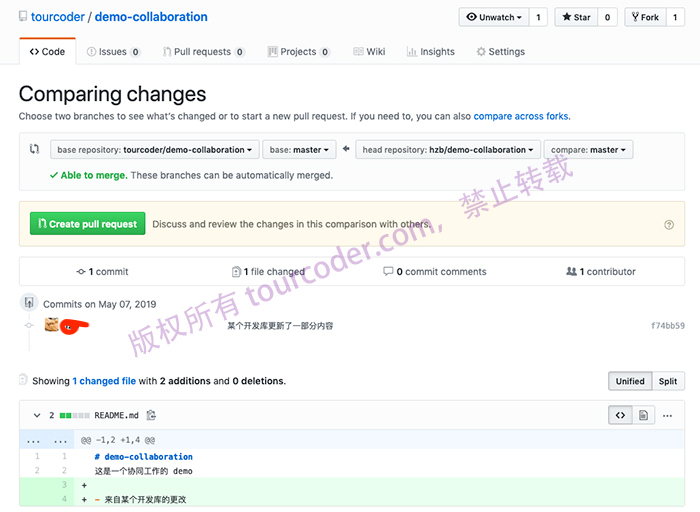 tourcoder / demo-collaboration
Unwatch 1 Star 0 Fork 1
Code Issues 0 Pull requests 0 Projects 0 Wiki Insights Settings
Comparing changes
Choose two branches to see what's changed or to start a new pull request. If you need to, you can also compare across forks.
base repository: tourcoder/demo-collaboration base: master head repository: hzb/demo-collaboration compare: master
Able to merge. These branches can be automatically merged.
Create pull request Discuss and review the changes in this comparison with others.
1 commit 1 file changed 0 commit comments 1 contributor
Commits on May 07, 2019
某个开发库更新了一部分内容 f74bb59
版权所有 tourcoder.com，禁止转载
Showing 1 changed file with 2 additions and 0 deletions. Unified Split
2 README.md
... ... @@ -1,2 +1,4 @@
1 1 # demo-collaboration
2 2 这是一个协同工作的 demo
3 +
4 + - 来自某个开发库的更改